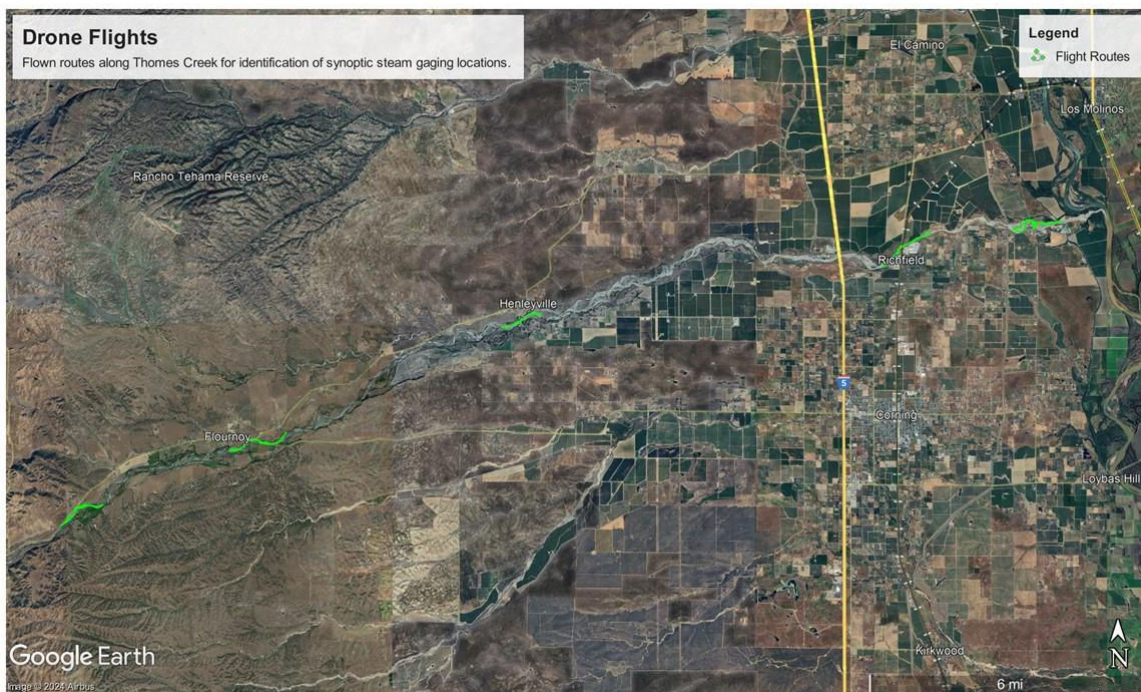 Drone Flights
Flown routes along Thomes Creek for identification of synoptic steam gaging locations.
Legend
Flight Routes
El Camino
Los Molinos
Rancho Tehama Reserve
Richfield
Henleyville
5
Corning
Flournoy
Loybas Hill
Kirkwood
Google Earth
N
6 mi
Image © 2024 Airbus